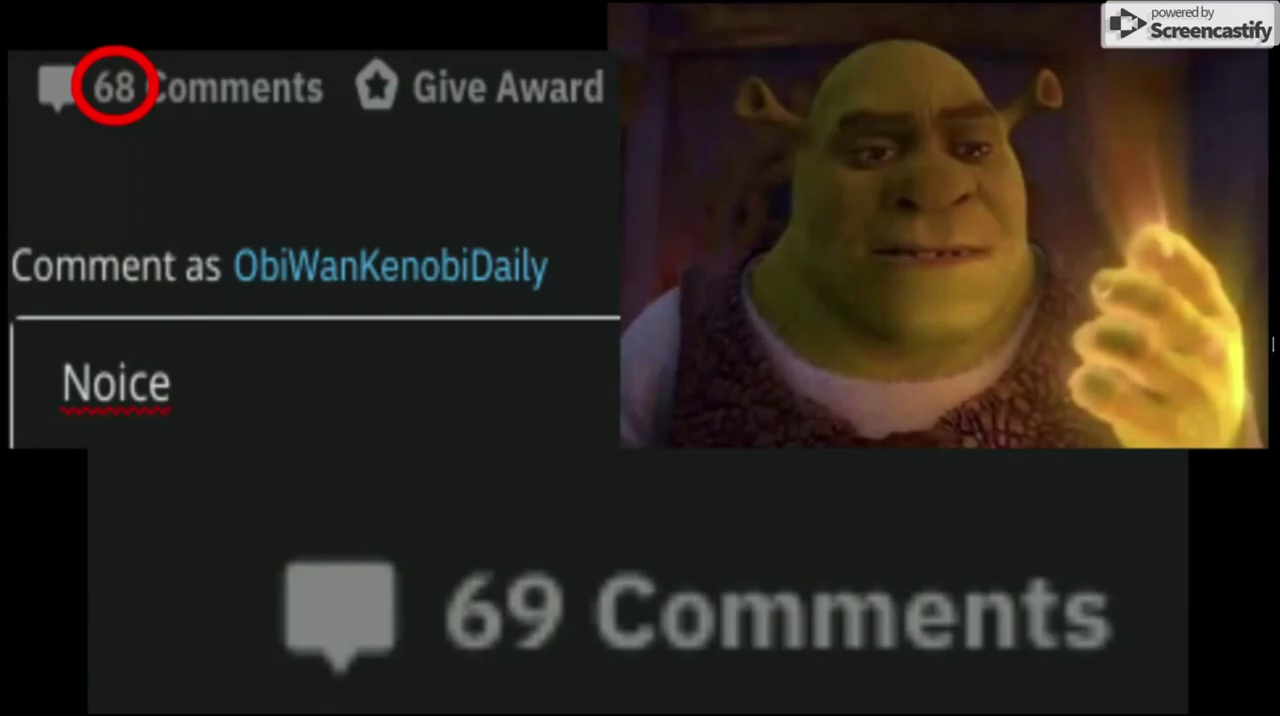 powered by
Screencastify
68 Comments Give Award
Comment as ObiWanKenobiDaily
Noice
69 Comments